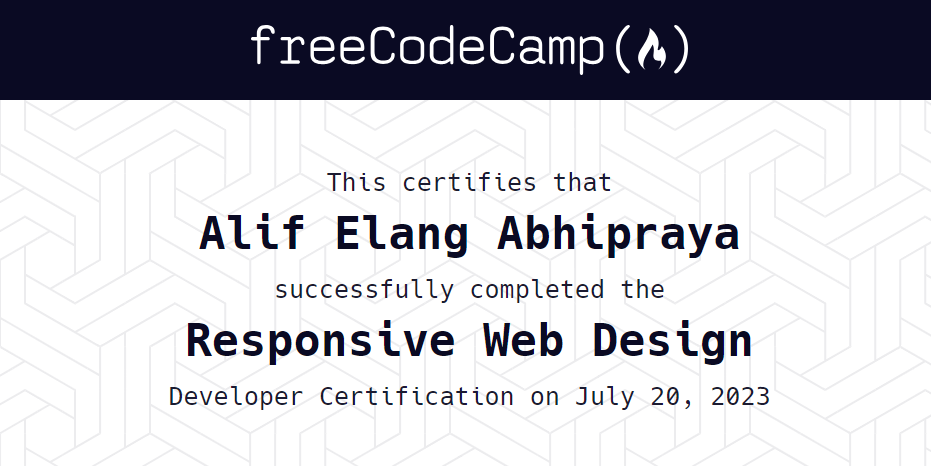 freeCodeCamp
This certifies that
Alif Elang Abhipraya
successfully completed the
Responsive Web Design
Developer Certification on July 20, 2023